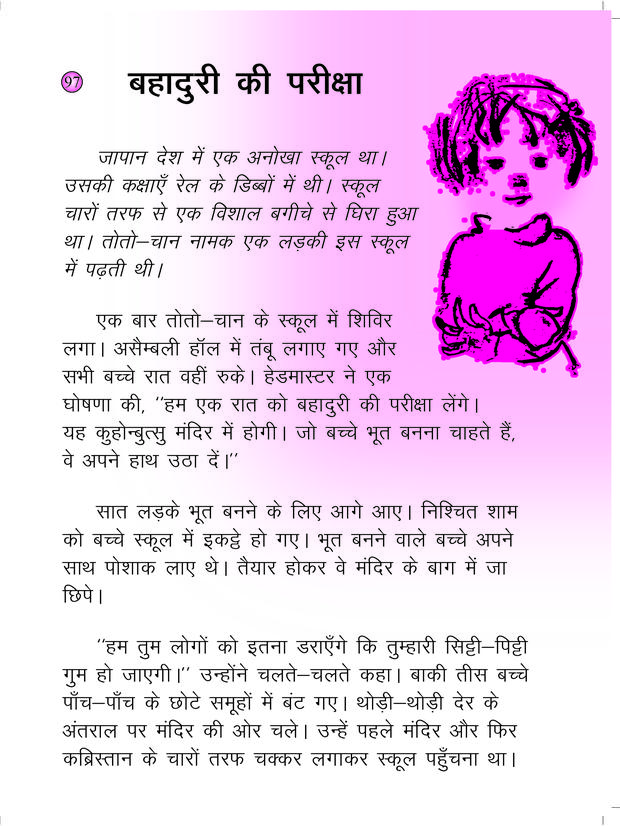 97
बहादुरी की परीक्षा
जापान देश में एक अनोखा स्कूल था।
उसकी कक्षाएँ रेल के डिब्बों में थी। स्कूल
चारों तरफ से एक विशाल बगीचे से घिरा हुआ
था। तोतो–चान नामक एक लड़की इस स्कूल
में पढ़ती थी।
एक बार तोतो–चान के स्कूल में शिविर
लगा। असैम्बली हॉल में तंबू लगाए गए और
सभी बच्चे रात वहीं रुके। हेडमास्टर ने एक
घोषणा की, ''हम एक रात को बहादुरी की परीक्षा लेंगे।
यह कुहोन्बुत्सु मंदिर में होगी। जो बच्चे भूत बनना चाहते हैं,
वे अपने हाथ उठा दें।''
सात लड़के भूत बनने के लिए आगे आए। निश्चित शाम
को बच्चे स्कूल में इकट्ठे हो गए। भूत बनने वाले बच्चे अपने
साथ पोशाक लाए थे। तैयार होकर वे मंदिर के बाग में जा
छिपे।
''हम तुम लोगों को इतना डराएँगे कि तुम्हारी सिट्टी–पिट्टी
गुम हो जाएगी।'' उन्होंने चलते–चलते कहा। बाकी तीस बच्चे
पाँच–पाँच के छोटे समूहों में बंट गए। थोड़ी–थोड़ी देर के
अंतराल पर मंदिर की ओर चले। उन्हें पहले मंदिर और फिर
कब्रिस्तान के चारों तरफ चक्कर लगाकर स्कूल पहुँचना था।